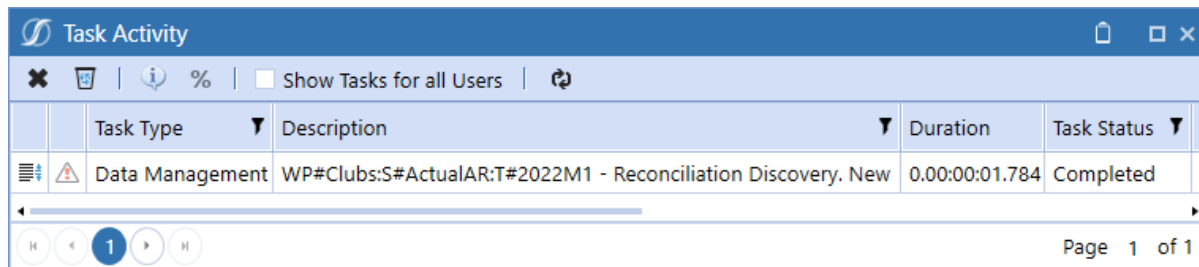 Task Activity
% Show Tasks for all Users
Task Type Description Duration Task Status
Data Management WP#Clubs:S#ActualAR:T#2022M1 - Reconciliation Discovery. New 0.00:00:01.784 Completed
1 Page 1 of 1